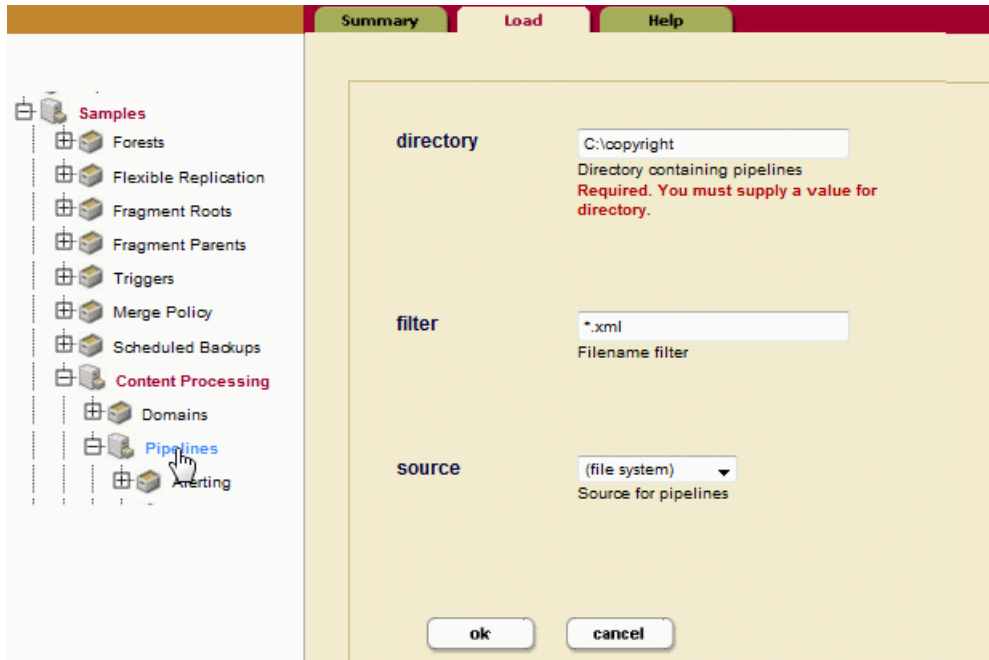 Summary Load Help
Samples
Forests
Flexible Replication
Fragment Roots
Fragment Parents
Triggers
Merge Policy
Scheduled Backups
Content Processing
Domains
Pipelines
Alerting
directory
C:\copyright
Directory containing pipelines
Required. You must supply a value for
directory.
filter
*.xml
Filename filter
source
(file system)
Source for pipelines
ok cancel